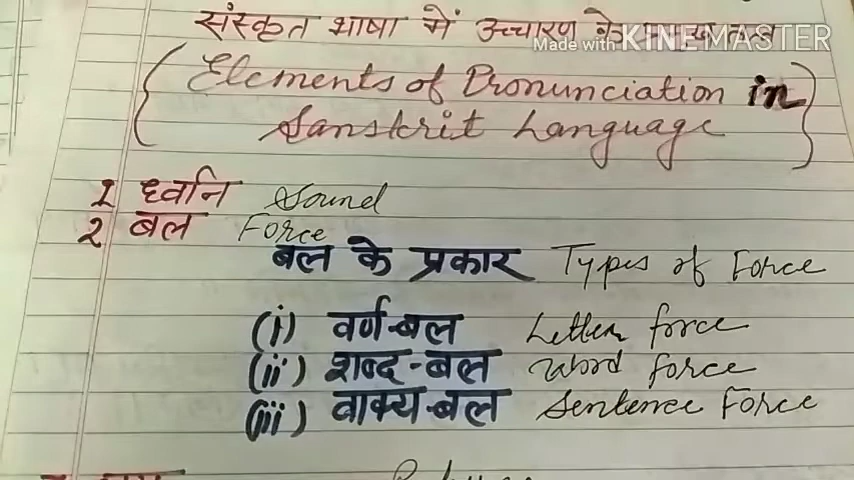 संस्कृत भाषा में उच्चारण के
Made with KINEMASTER
(Elements of Pronunciation in
Sanskrit Language)
1 ध्वनि Sound
2 बल Force
बल के प्रकार Types of Force
(i) वर्ण-बल Letter force
(ii) शब्द-बल Word force
(iii) वाक्य-बल Sentence Force